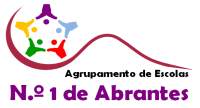 Agrupamento de Escolas
N.º 1 de Abrantes